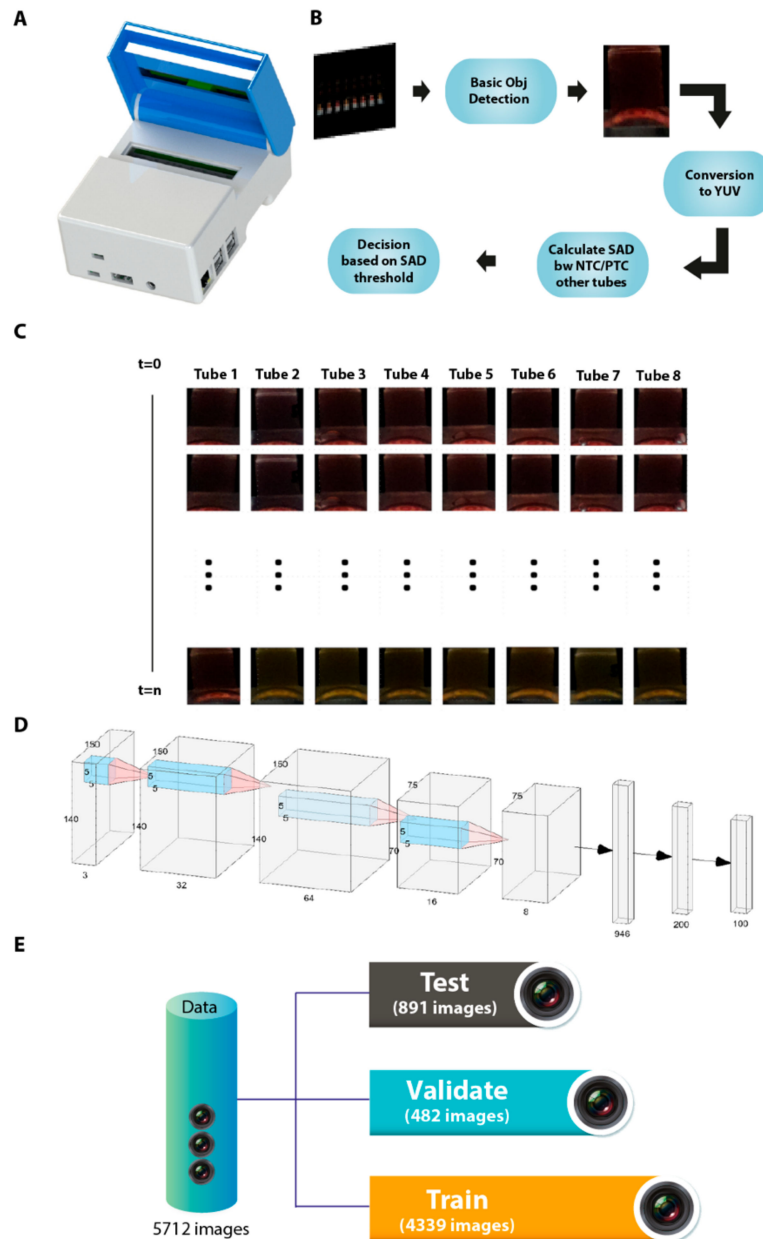 A
B
Basic Obj
Detection
Conversion
to YUV
Decision
based on SAD
threshold
Calculate SAD
bw NTC/PTC
other tubes
C
t=0
Tube 1 Tube 2 Tube 3 Tube 4 Tube 5 Tube 6 Tube 7 Tube 8
t=n
D
150
5
5
140
3
150
5
5
140
32
150
5
5
140
64
75
5
5
70
16
75
70
8
946
200
100
E
Data
5712 images
Test
(891 images)
Validate
(482 images)
Train
(4339 images)